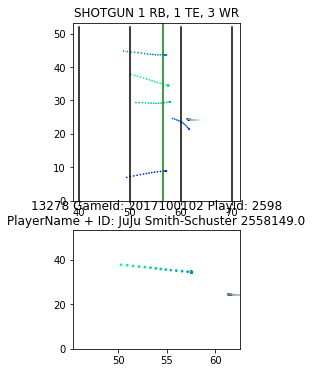 SHOTGUN 1 RB, 1 TE, 3 WR
50
40
30
20
10
0
40 50 60 70
13278 GameId: 2017100102 PlayId: 2598
PlayerName + ID: JuJu Smith-Schuster 2558149.0
40
20
0
50 55 60